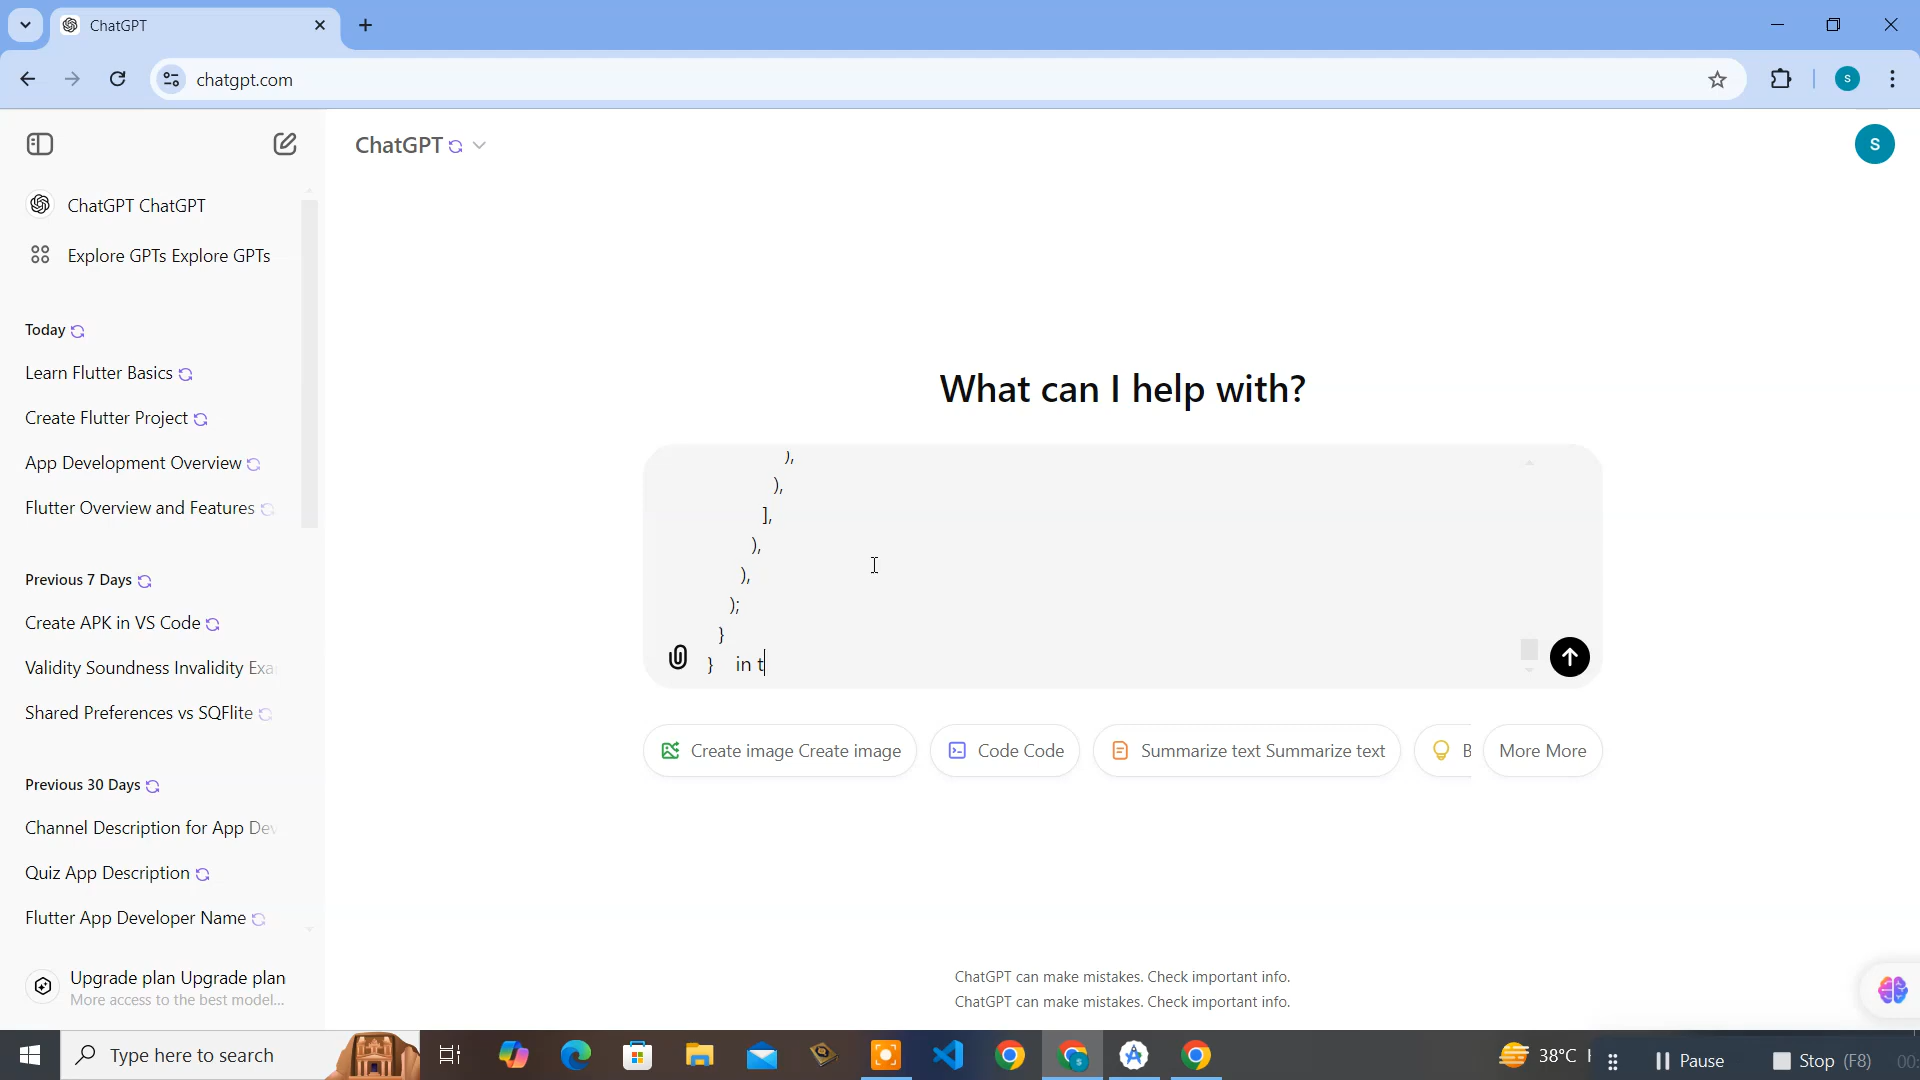 ChatGPT
chatgpt.com
S
ChatGPT
S
ChatGPT ChatGPT
Explore GPTs Explore GPTs
Today
Learn Flutter Basics
Create Flutter Project
App Development Overview
Flutter Overview and Features
Previous 7 Days
Create APK in VS Code
Validity Soundness Invalidity Exa
Shared Preferences vs SQFlite
Previous 30 Days
Channel Description for App Dev
Quiz App Description
Flutter App Developer Name
Upgrade plan Upgrade plan
More access to the best model...
What can I help with?
),
),
],
),
),
);
}
} in t
Create image Create image
Code Code
Summarize text Summarize text
B
More More
ChatGPT can make mistakes. Check important info.
ChatGPT can make mistakes. Check important info.
Type here to search
38°C
Pause
Stop (F8)
00: